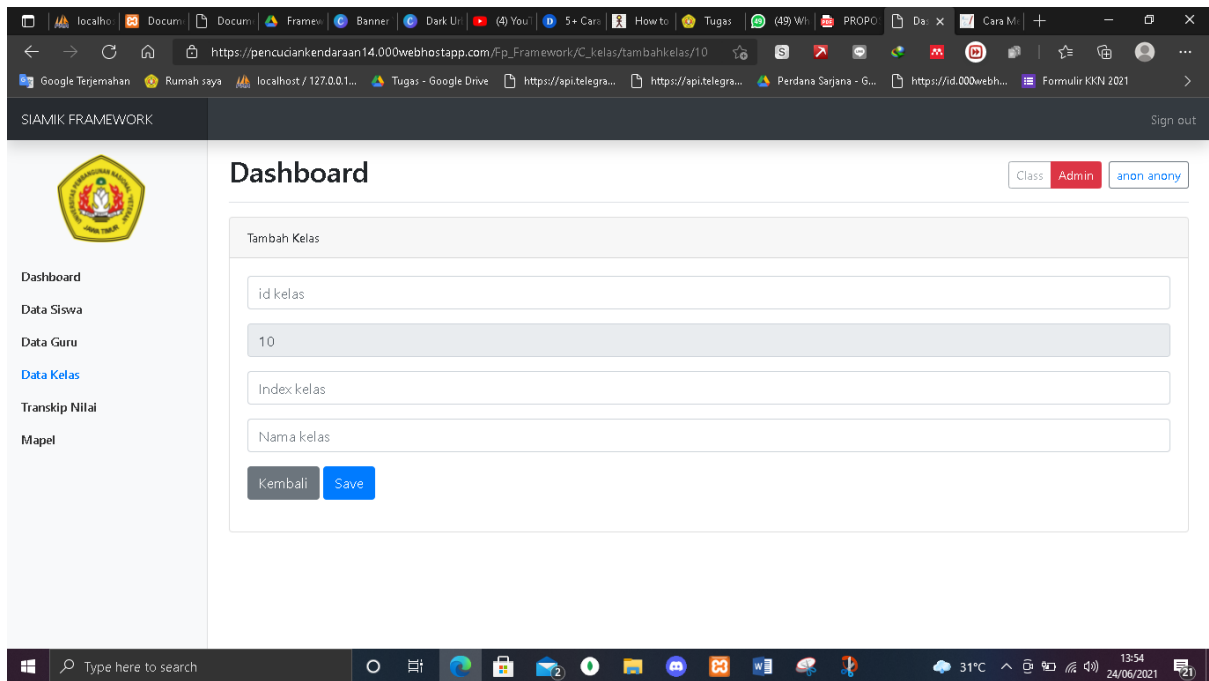 localho: Docum Docum Framew Banner Dark Uri (4) You 5+ Cara How to Tugas (49) Wh PROPO Das Cara Me
https://pencuciankendaraan14.000webhostapp.com/Fp_Framework/C_kelas/tambahkelas/10
Google Terjemahan Rumah saya localhost / 127.0.0.1... Tugas - Google Drive https://api.telegra... https://api.telegra... Perdana Sarjana - G... https://id.000webh... Formulir KKN 2021
SIAMIK FRAMEWORK Sign out
Dashboard Class Admin anon anony
Tambah Kelas
Dashboard
Data Siswa
Data Guru
Data Kelas
Transkip Nilai
Mapel
id kelas
10
Index kelas
Nama kelas
Kembali Save
Type here to search 31°C 13:54
24/06/2021 21